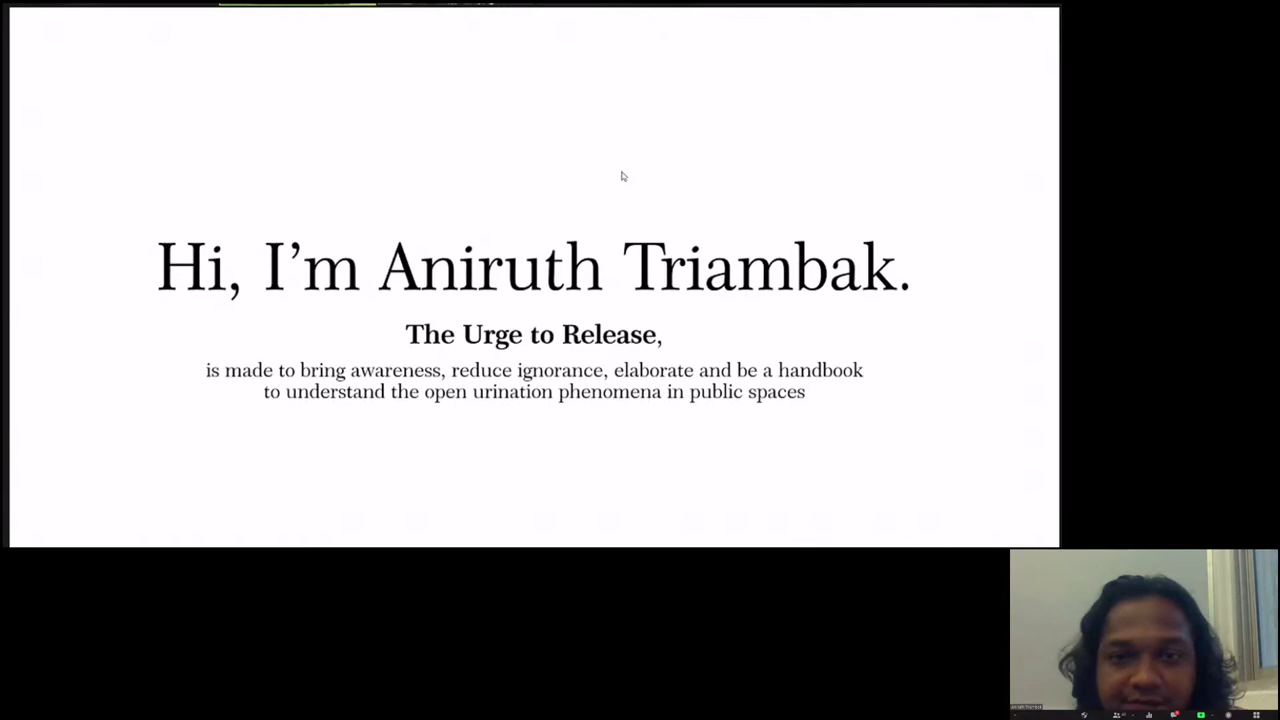 Hi, I’m Aniruth Triambak.
The Urge to Release,
is made to bring awareness, reduce ignorance, elaborate and be a handbook
to understand the open urination phenomena in public spaces